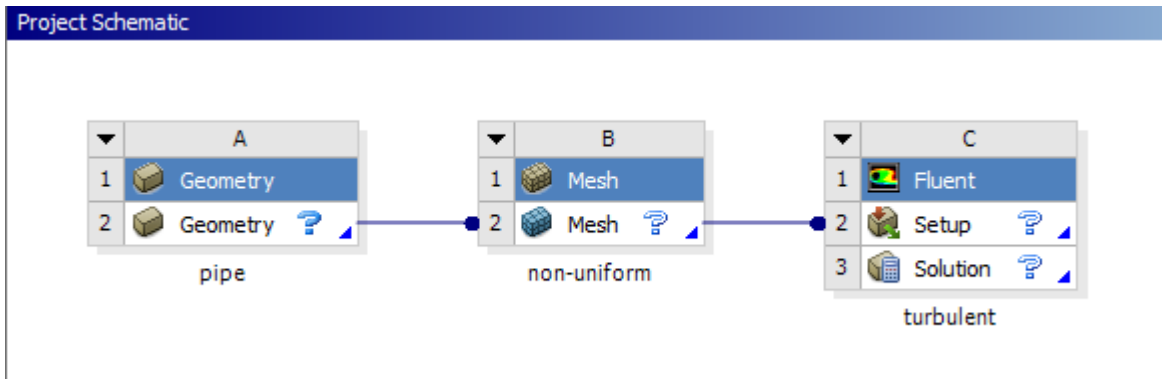 Project Schematic
A
1 Geometry
2 Geometry ?
pipe
B
1 Mesh
2 Mesh ?
non-uniform
C
1 Fluent
2 Setup ?
3 Solution ?
turbulent